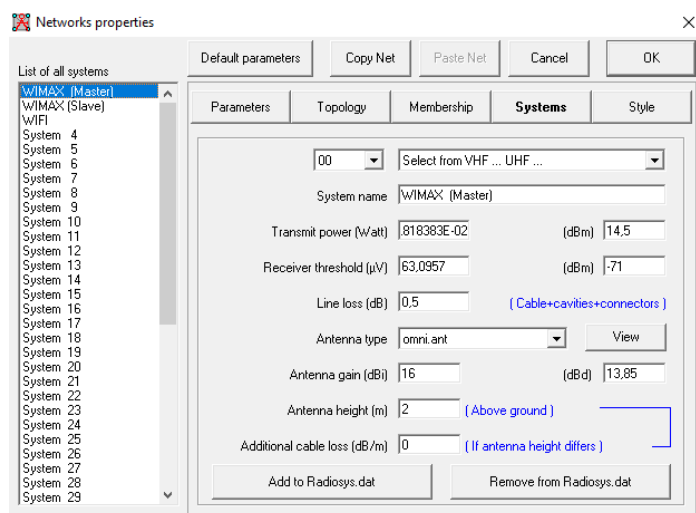 Networks properties
Default parameters Copy Net Paste Net Cancel OK
List of all systems
WIMAX (Master)
WIMAX (Slave)
WIFI
System 4
System 5
System 6
System 7
System 8
System 9
System 10
System 11
System 12
System 13
System 14
System 15
System 16
System 17
System 18
System 19
System 20
System 21
System 22
System 23
System 24
System 25
System 26
System 27
System 28
System 29
Parameters Topology Membership Systems Style
00 Select from VHF ... UHF ...
System name WIMAX (Master)
Transmit power (Watt) .818383E-02 (dBm) 14,5
Receiver threshold (µV) 63,0957 (dBm) -71
Line loss (dB) 0,5 ( Cable+cavities+connectors )
Antenna type omni.ant View
Antenna gain (dBi) 16 (dBd) 13,85
Antenna height (m) 2 ( Above ground )
Additional cable loss (dB/m) 0 ( If antenna height differs )
Add to Radiosys.dat Remove from Radiosys.dat